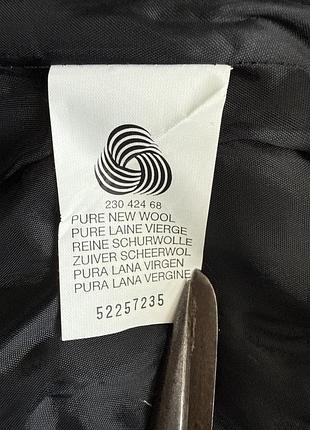 230 424 68
PURE NEW WOOL
PURE LAINE VIERGE
REINE SCHURWOLLE
ZUIVER SCHEERWOL
PURA LANA VIRGEN
PURA LANA VERGINE
52257235